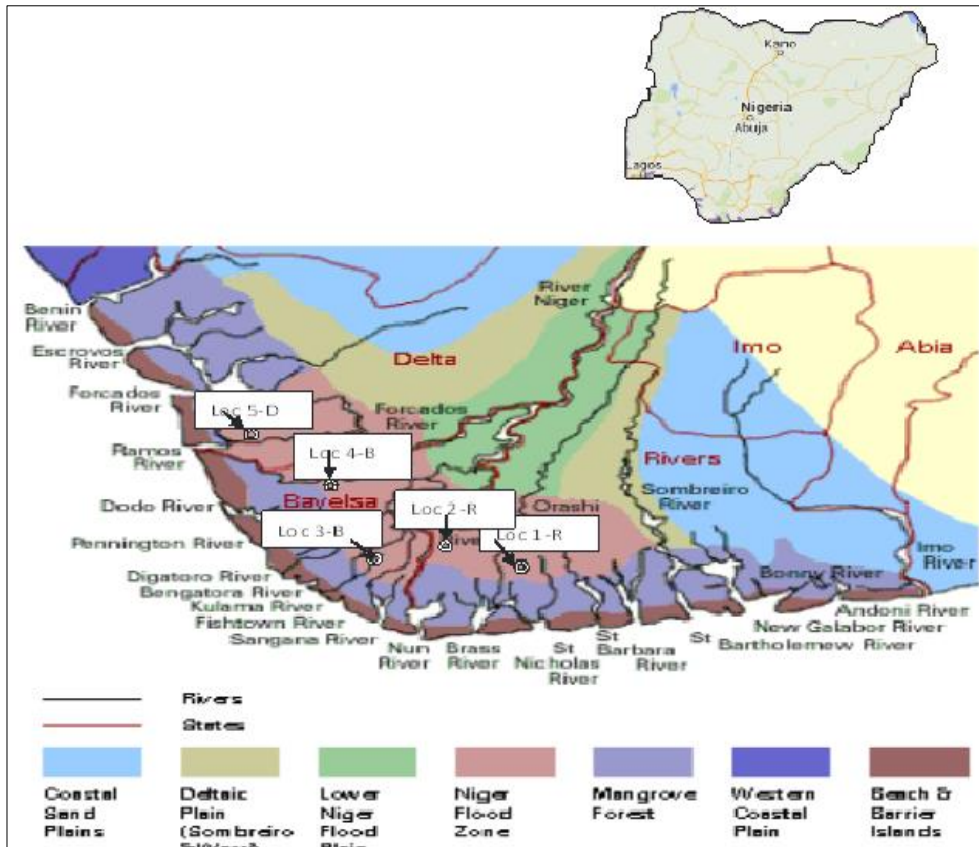 Kano
Nigeria
Abuja
Lagos
River
Niger
Benin
River
Escrovos
River
Delta
Imo
Abia
Forcados
River
Loc 5-D
Forcados
River
Ramos
River
Loc 4-B
Rivers
Sombreiro
River
Dodo River
Bayelsa
Loc 2-R
Orashi
Pennington River
Loc 3-B
Loc 1-R
Imo
River
Digatoro River
Bengatora River
Kulama River
Fishtown River
Sangana River
Bonny River
Andoni River
New Calabor River
St
Bartholomew River
Nun
River
Brass
River
St
Nicholas
River
St
Barbara
River
Rivers
States
Coastal
Sand
Plains
Deltaic
Plain
(Sombreiro
Lower
Niger
Flood
Plain
Niger
Flood
Zone
Mangrove
Forest
Western
Coastal
Plain
Beach &
Barrier
Islands